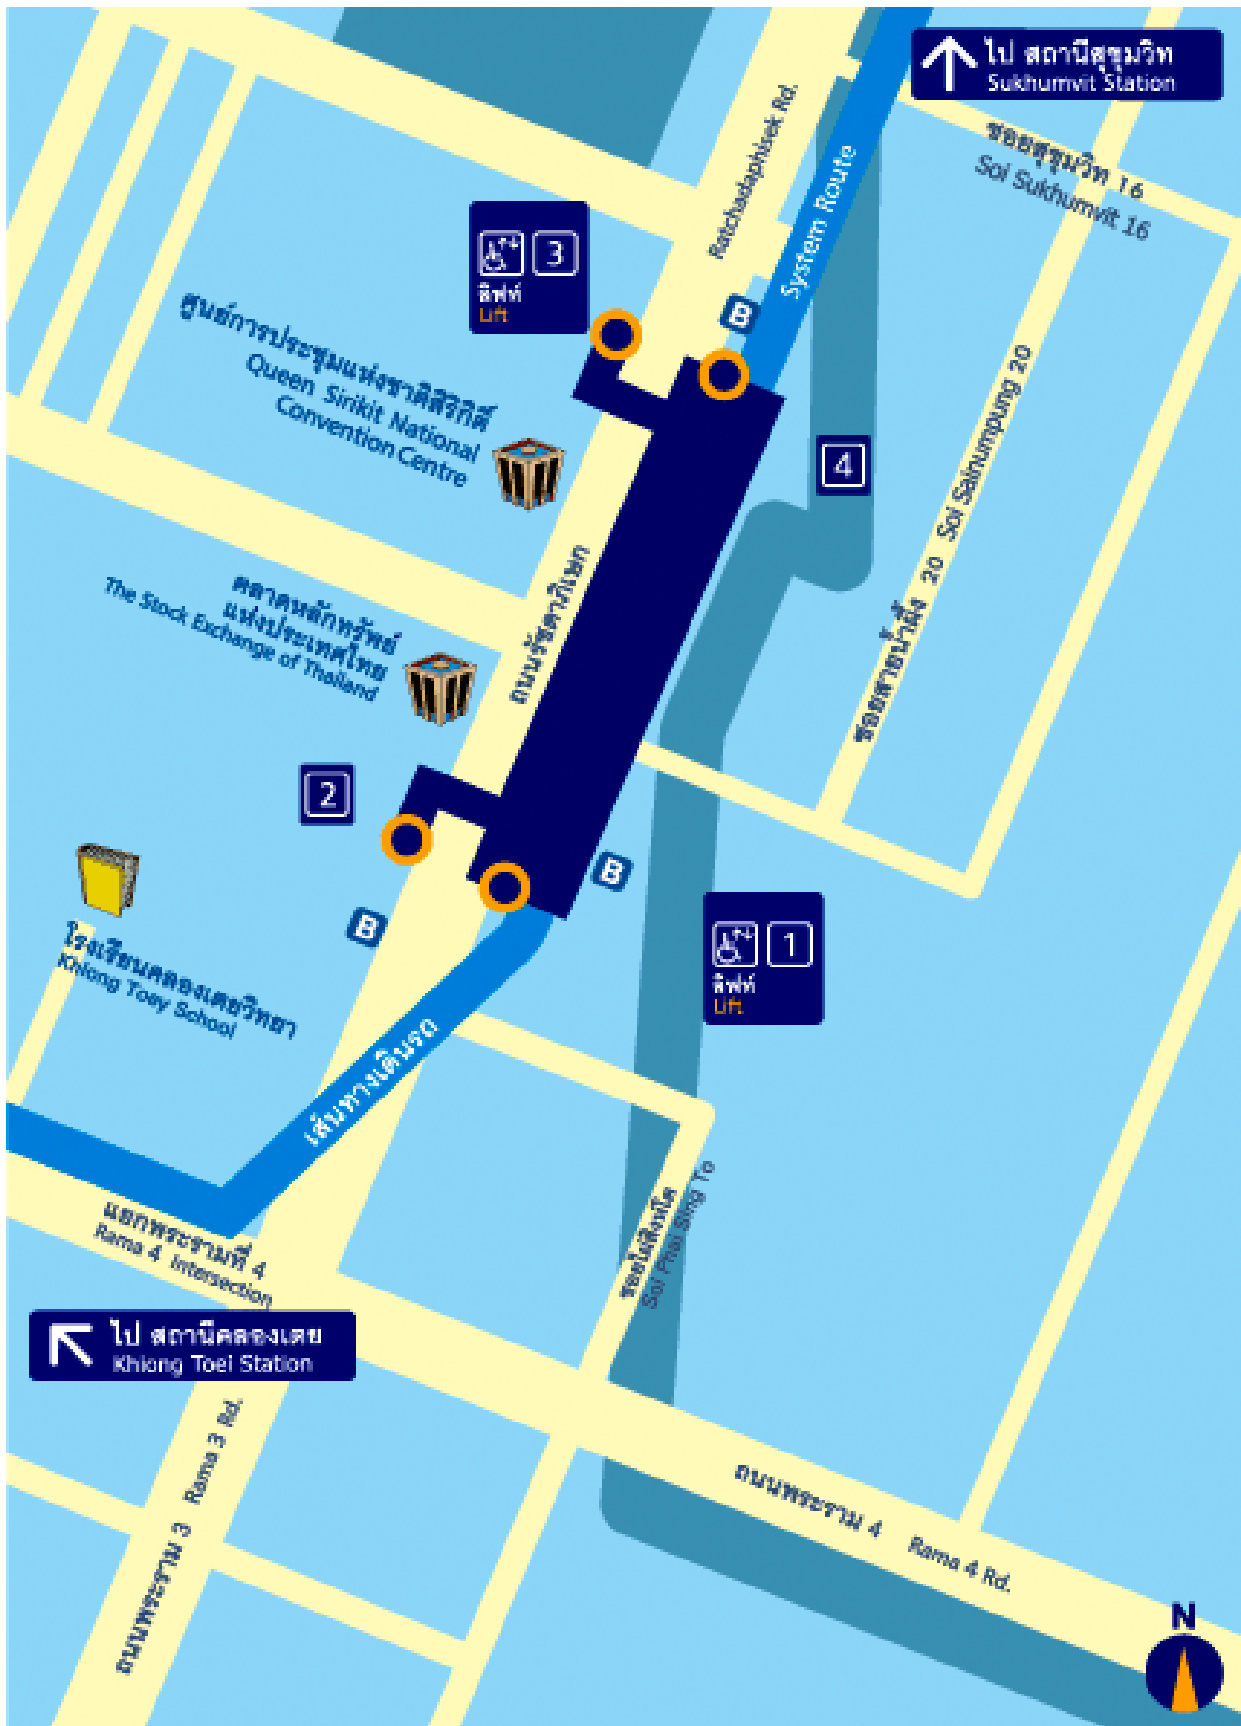 ไป สถานีสุขุมวิท
Sukhumvit Station
ซอยสุขุมวิท 16
Soi Sukhumvit 16
Ratchadaphisek Rd.
System Route
3
ลิฟท์
Lift
B
ศูนย์การประชุมแห่งชาติสิริกิติ์
Queen Sirikit National
Convention Centre
4
ซอยสายน้ำผึ้ง 20 Soi Sainumpung 20
ถนนรัชดาภิเษก
ตลาดหลักทรัพย์
แห่งประเทศไทย
The Stock Exchange of Thailand
2
B
B
1
ลิฟท์
Lift
โรงเรียนคลองเตยวิทยา
Khlong Toey School
เส้นทางเดินรถ
แยกพระรามที่ 4
Rama 4 Intersection
ซอยไผ่สิงห์โต
Soi Phai Sing To
ไป สถานีคลองเตย
Khlong Toei Station
ถนนพระราม 3 Rama 3 Rd.
ถนนพระราม 4 Rama 4 Rd.
N